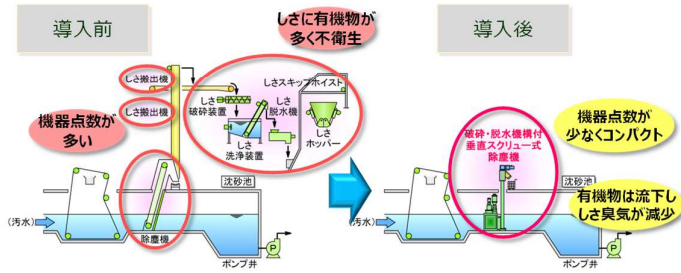 導入前
しさに有機物が
多く不衛生
導入後
しさ搬出機
しさ搬出機
機器点数が
多い
しさスキップホイスト
しさ
破砕装置
しさ
脱水機
しさ
洗浄装置
しさ
ホッパー
沈砂池
(汚水)
除塵機
P
ポンプ井
機器点数が
少なくコンパクト
破砕・脱水機構付
垂直スクリュー式
除塵機
沈砂池
有機物は流下し
しさ臭気が減少
(汚水)
P
ポンプ井